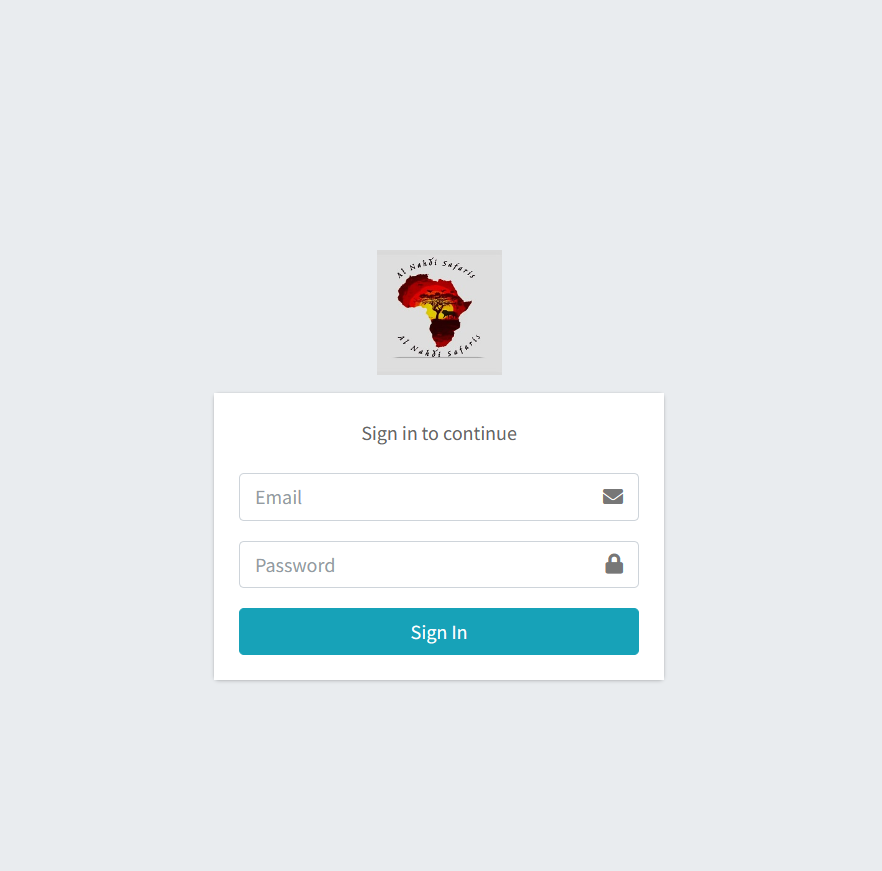 Al Nahdi Safaris
Al Nahdi Safaris
Sign in to continue
Email
Password
Sign In